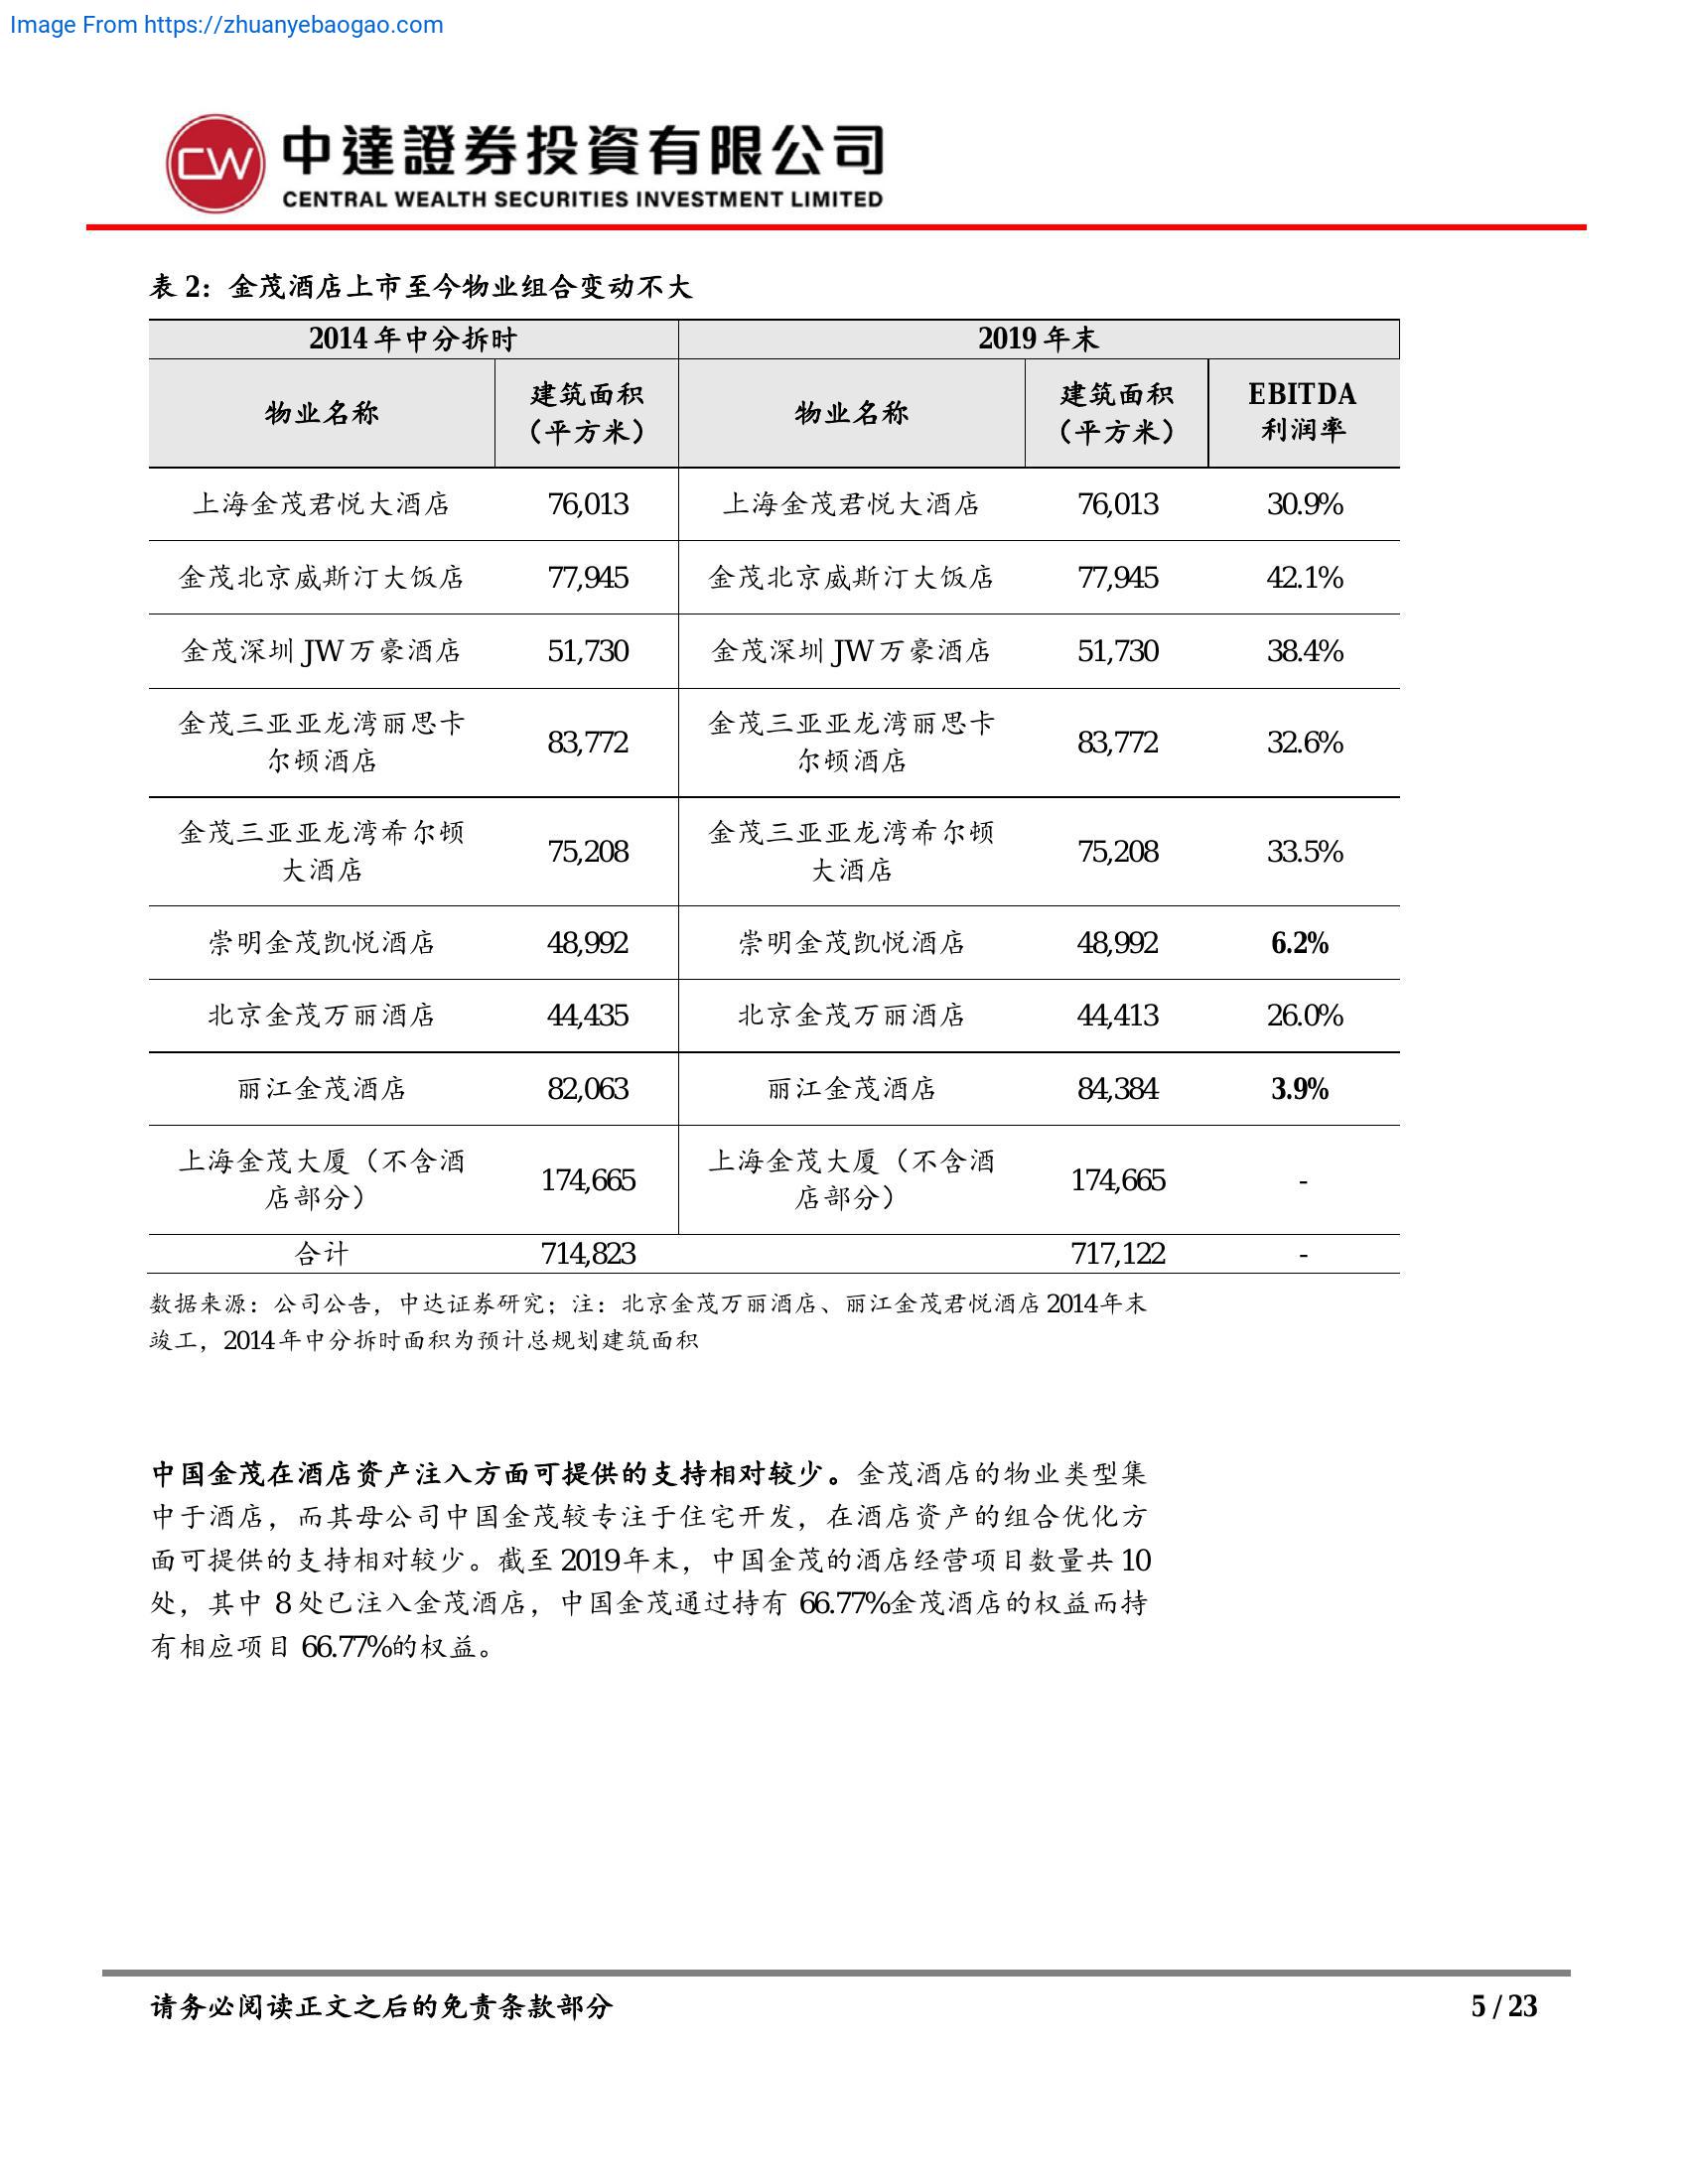 Image From https://zhuanyebaogao.com
CW
中達證券投資有限公司
CENTRAL WEALTH SECURITIES INVESTMENT LIMITED
表 2：金茂酒店上市至今物业组合变动不大
2014 年中分拆时 2019 年末
物业名称 建筑面积（平方米） 物业名称 建筑面积（平方米） EBITDA 利润率
上海金茂君悦大酒店 76,013 上海金茂君悦大酒店 76,013 30.9%
金茂北京威斯汀大饭店 77,945 金茂北京威斯汀大饭店 77,945 42.1%
金茂深圳 JW 万豪酒店 51,730 金茂深圳 JW 万豪酒店 51,730 38.4%
金茂三亚亚龙湾丽思卡尔顿酒店 83,772 金茂三亚亚龙湾丽思卡尔顿酒店 83,772 32.6%
金茂三亚亚龙湾希尔顿大酒店 75,208 金茂三亚亚龙湾希尔顿大酒店 75,208 33.5%
崇明金茂凯悦酒店 48,992 崇明金茂凯悦酒店 48,992 6.2%
北京金茂万丽酒店 44,435 北京金茂万丽酒店 44,413 26.0%
丽江金茂酒店 82,063 丽江金茂酒店 84,384 3.9%
上海金茂大厦（不含酒店部分） 174,665 上海金茂大厦（不含酒店部分） 174,665 -
合计 714,823 717,122 -
数据来源：公司公告，中达证券研究；注：北京金茂万丽酒店、丽江金茂君悦酒店 2014 年末
竣工，2014 年中分拆时面积为预计总规划建筑面积
中国金茂在酒店资产注入方面可提供的支持相对较少。金茂酒店的物业类型集
中于酒店，而其母公司中国金茂较专注于住宅开发，在酒店资产的组合优化方
面可提供的支持相对较少。截至 2019 年末，中国金茂的酒店经营项目数量共 10
处，其中 8 处已注入金茂酒店，中国金茂通过持有 66.77%金茂酒店的权益而持
有相应项目 66.77%的权益。
请务必阅读正文之后的免责条款部分 5 / 23